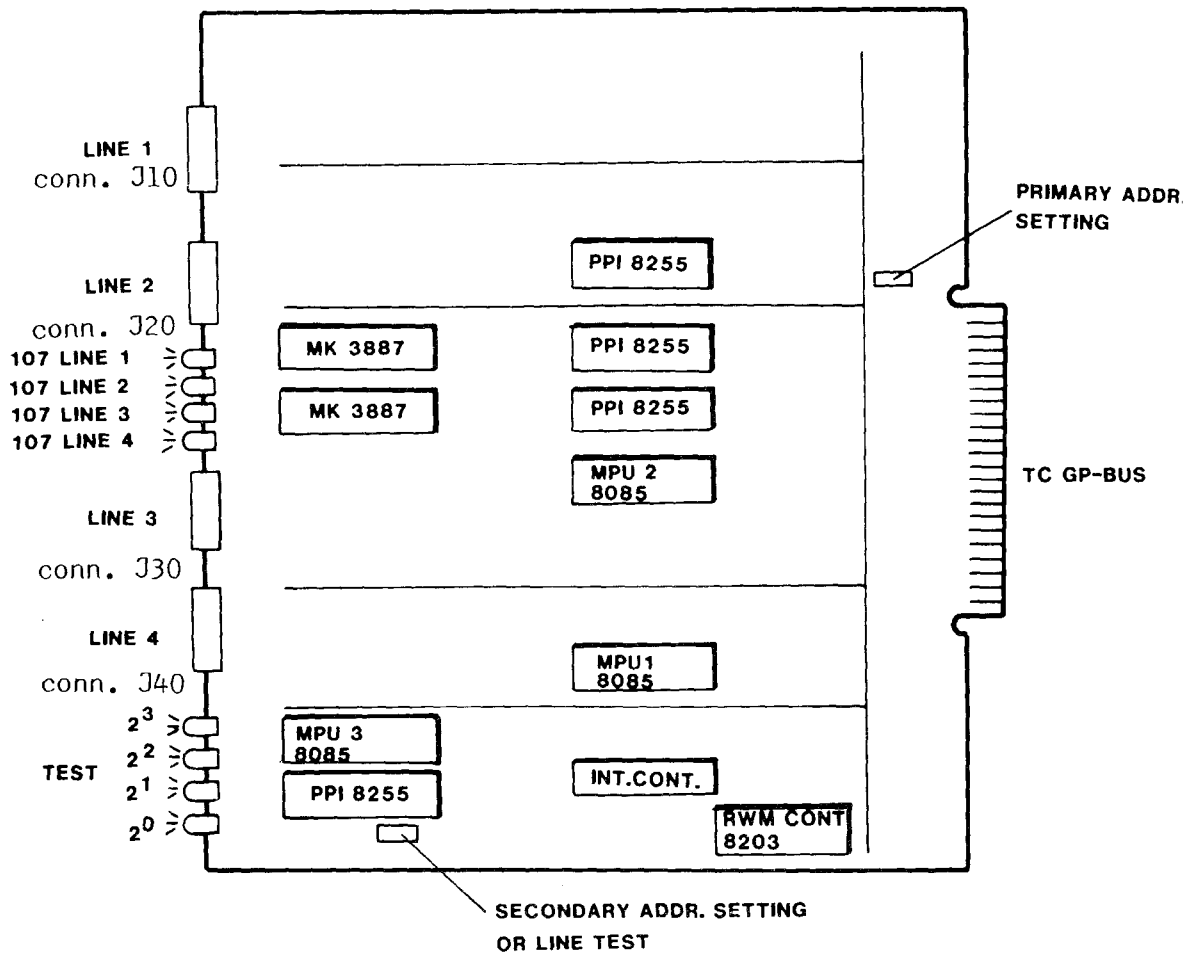 LINE 1
conn. J10
PRIMARY ADDR.
SETTING
PPI 8255
LINE 2
conn. J20
107 LINE 1
107 LINE 2
107 LINE 3
107 LINE 4
MK 3887
PPI 8255
MK 3887
PPI 8255
MPU 2
8085
TC GP-BUS
LINE 3
conn. J30
LINE 4
conn. J40
MPU1
8085
2³
2²
TEST
2¹
2⁰
MPU 3
8085
PPI 8255
INT.CONT.
RWM CONT
8203
SECONDARY ADDR. SETTING
OR LINE TEST